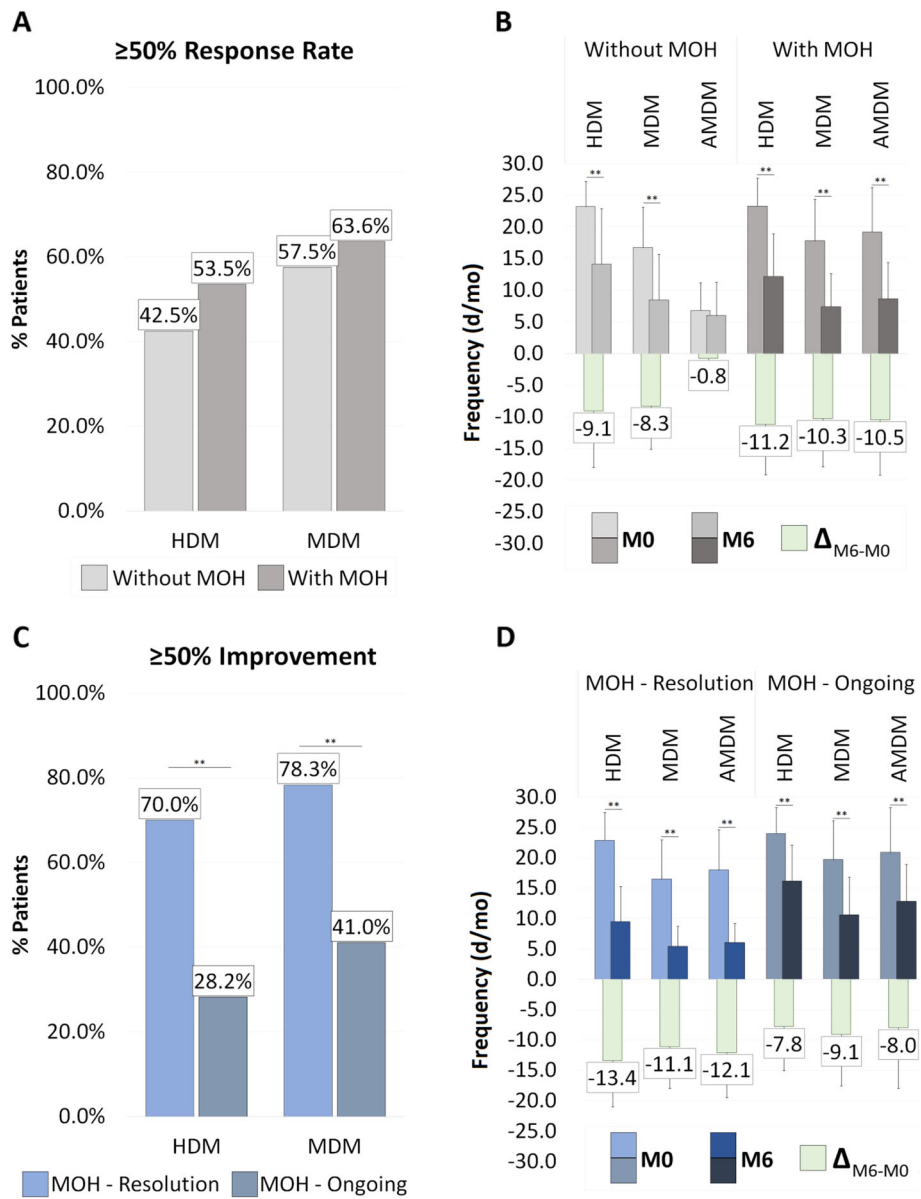 A
≥50% Response Rate
% Patients
100.0%
80.0%
60.0%
40.0%
20.0%
0.0%
42.5%
53.5%
57.5%
63.6%
HDM
MDM
Without MOH
With MOH
B
Without MOH
With MOH
HDM
MDM
AMDM
HDM
MDM
AMDM
Frequency (d/mo)
30.0
25.0
20.0
15.0
10.0
5.0
0.0
-5.0
-10.0
-15.0
-20.0
-25.0
-30.0
**
**
**
**
**
-9.1
-8.3
-0.8
-11.2
-10.3
-10.5
M0
M6
Δ M6-M0
C
≥50% Improvement
% Patients
100.0%
80.0%
60.0%
40.0%
20.0%
0.0%
**
**
70.0%
28.2%
78.3%
41.0%
HDM
MDM
MOH - Resolution
MOH - Ongoing
D
MOH - Resolution
MOH - Ongoing
HDM
MDM
AMDM
HDM
MDM
AMDM
Frequency (d/mo)
30.0
25.0
20.0
15.0
10.0
5.0
0.0
-5.0
-10.0
-15.0
-20.0
-25.0
-30.0
**
**
**
**
**
**
-13.4
-11.1
-12.1
-7.8
-9.1
-8.0
M0
M6
Δ M6-M0